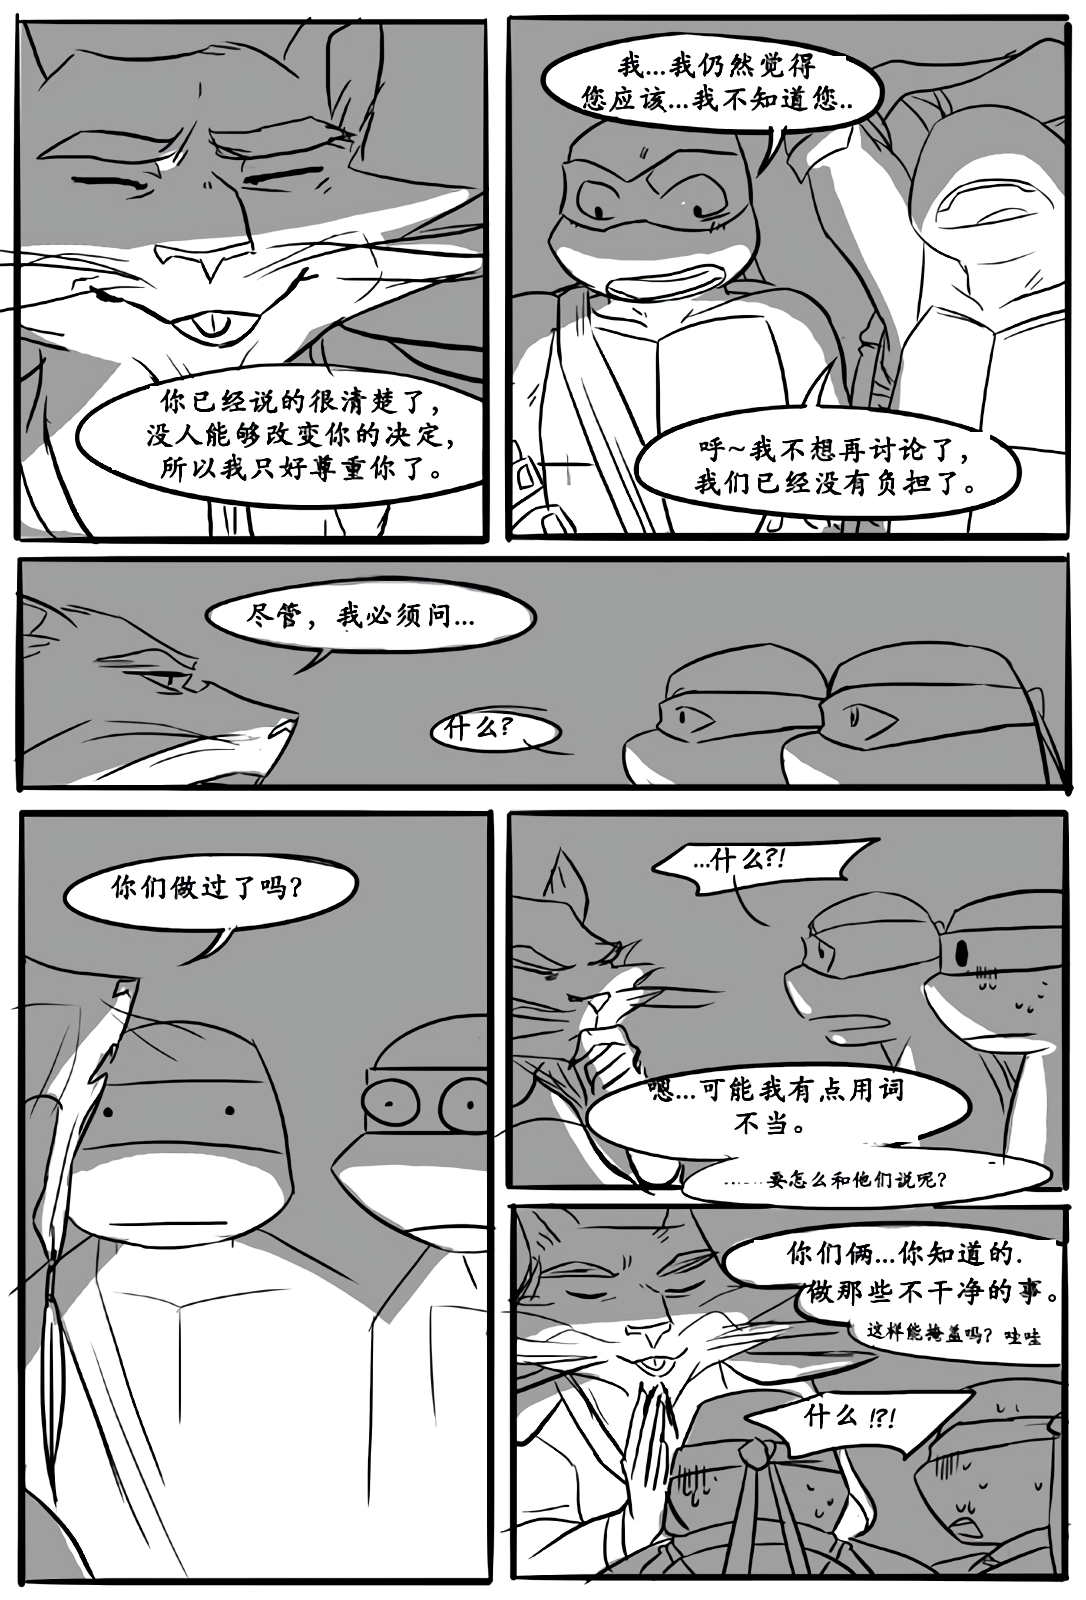 你已经说的很清楚了，
没人能够改变你的决定，
所以我只好尊重你了。
我...我仍然觉得
您应该...我不知道您..
呼~我不想再讨论了，
我们已经没有负担了。
尽管，我必须问...
什么?
你们做过了吗?
...什么?!
嗯...可能我有点用词
不当。
......要怎么和他们说呢?
你们俩...你知道的.
做那些不干净的事。
这样能掩盖吗? 哇哇
什么!?!